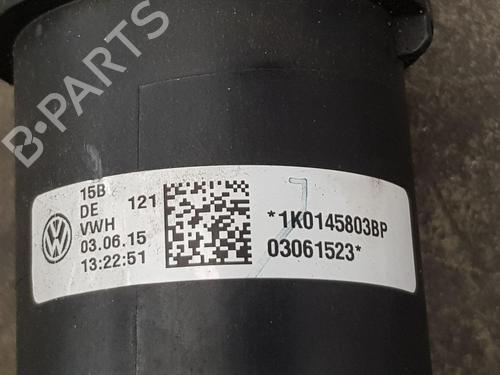 B-PARTS
15B
DE 121
VWH
03.06.15
13:22:51
*1K0145803BP
03061523*